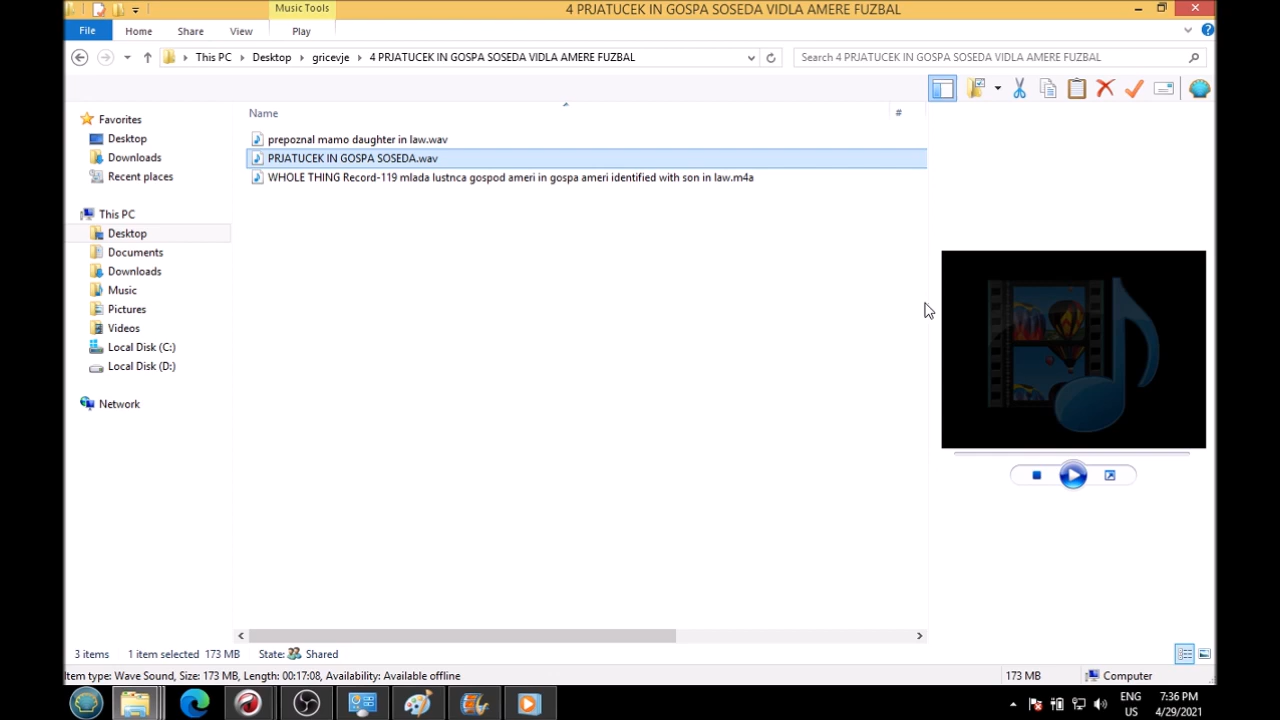 Music Tools
4 PRJATUCEK IN GOSPA SOSEDA VIDLA AMERE FUZBAL
File Home Share View Play
This PC Desktop gricevje 4 PRJATUCEK IN GOSPA SOSEDA VIDLA AMERE FUZBAL
Search 4 PRJATUCEK IN GOSPA SOSEDA VIDLA AMERE FUZBAL
Name #
Favorites
Desktop
Downloads
Recent places
This PC
Desktop
Documents
Downloads
Music
Pictures
Videos
Local Disk (C:)
Local Disk (D:)
Network
prepoznal mamo daughter in law.wav
PRJATUCEK IN GOSPA SOSEDA.wav
WHOLE THING Record-119 mlada lustnca gospod ameri in gospa ameri identified with son in law.m4a
3 items 1 item selected 173 MB State: Shared
Item type: Wave Sound, Size: 173 MB, Length: 00:17:08, Availability: Available offline
173 MB Computer
ENG
US
7:36 PM
4/29/2021